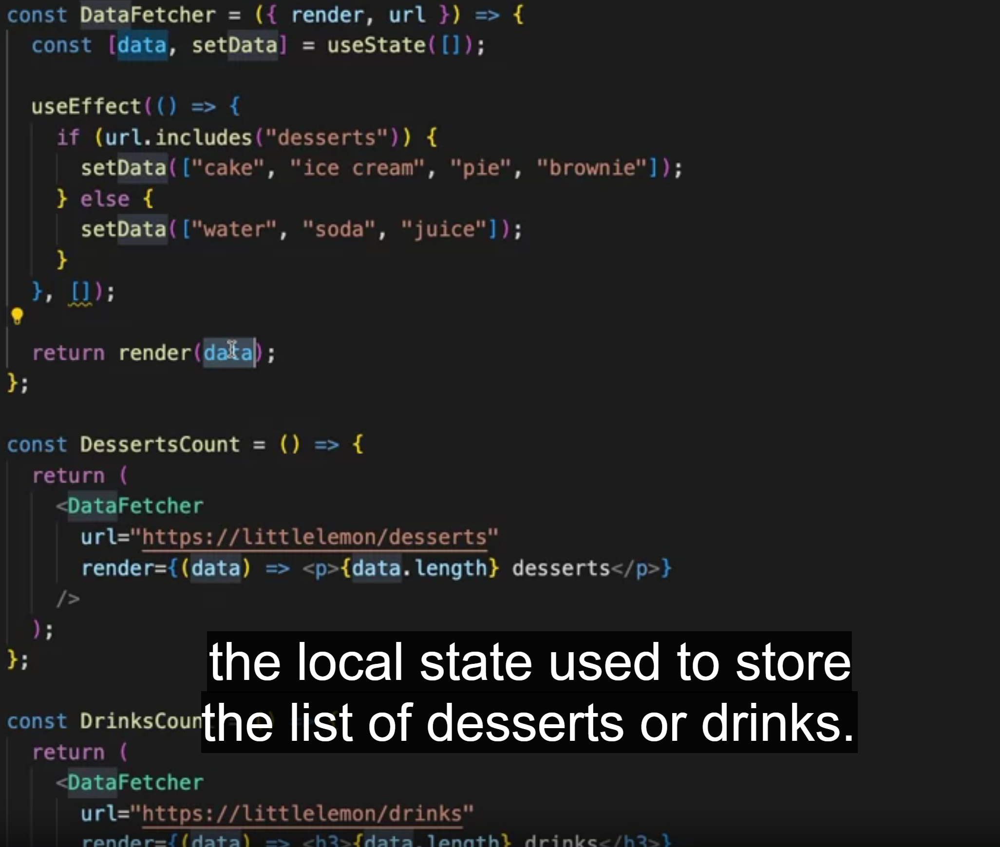 const DataFetcher = ({ render, url }) => {
const [data, setData] = useState([]);
useEffect(() => {
if (url.includes("desserts")) {
setData(["cake", "ice cream", "pie", "brownie"]);
} else {
setData(["water", "soda", "juice"]);
}
}, []);
return render(data);
};
const DessertsCount = () => {
return (
<DataFetcher
url="https://littlelemon/desserts"
render={(data) => <p>{data.length} desserts</p>}
/>
);
};
the local state used to store
the list of desserts or drinks.
const DrinksCoun
return (
<DataFetcher
url="https://littlelemon/drinks"
render={(data) => <h3>{data.length} drinks</h3>}